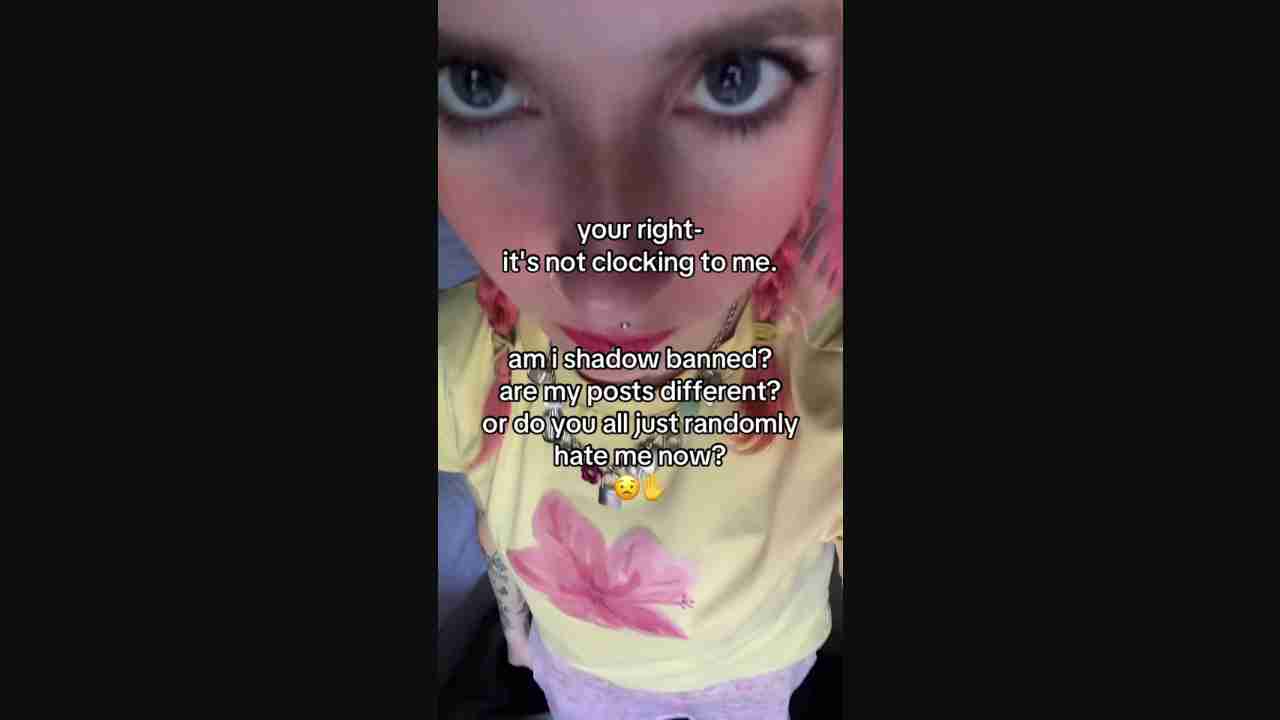 your right-
it's not clocking to me.
am i shadow banned?
are my posts different?
or do you all just randomly
hate me now?
😟✋